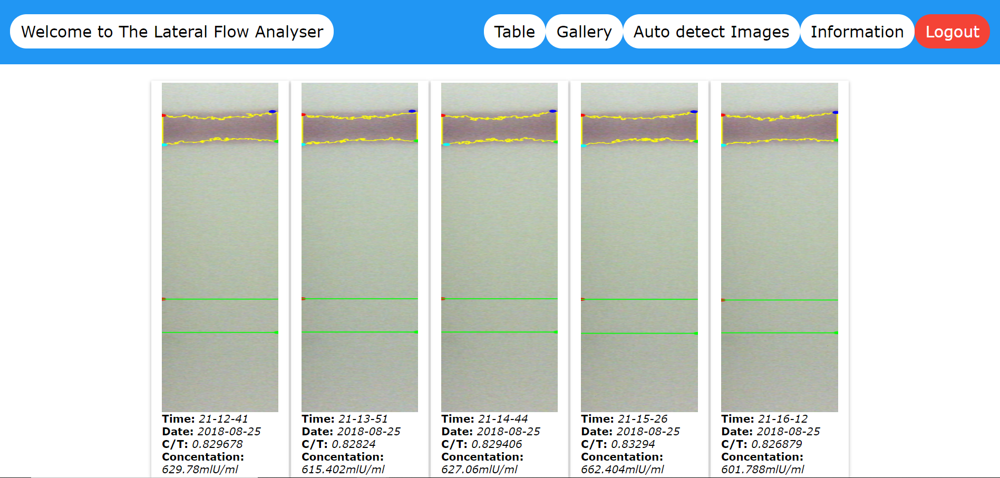 Welcome to The Lateral Flow Analyser
Table
Gallery
Auto detect Images
Information
Logout
Time: 21-12-41
Date: 2018-08-25
C/T: 0.829678
Concentation:
629.78mlU/ml
Time: 21-13-51
Date: 2018-08-25
C/T: 0.82824
Concentation:
615.402mlU/ml
Time: 21-14-44
Date: 2018-08-25
C/T: 0.829406
Concentation:
627.06mlU/ml
Time: 21-15-26
Date: 2018-08-25
C/T: 0.83294
Concentation:
662.404mlU/ml
Time: 21-16-12
Date: 2018-08-25
C/T: 0.826879
Concentation:
601.788mlU/ml